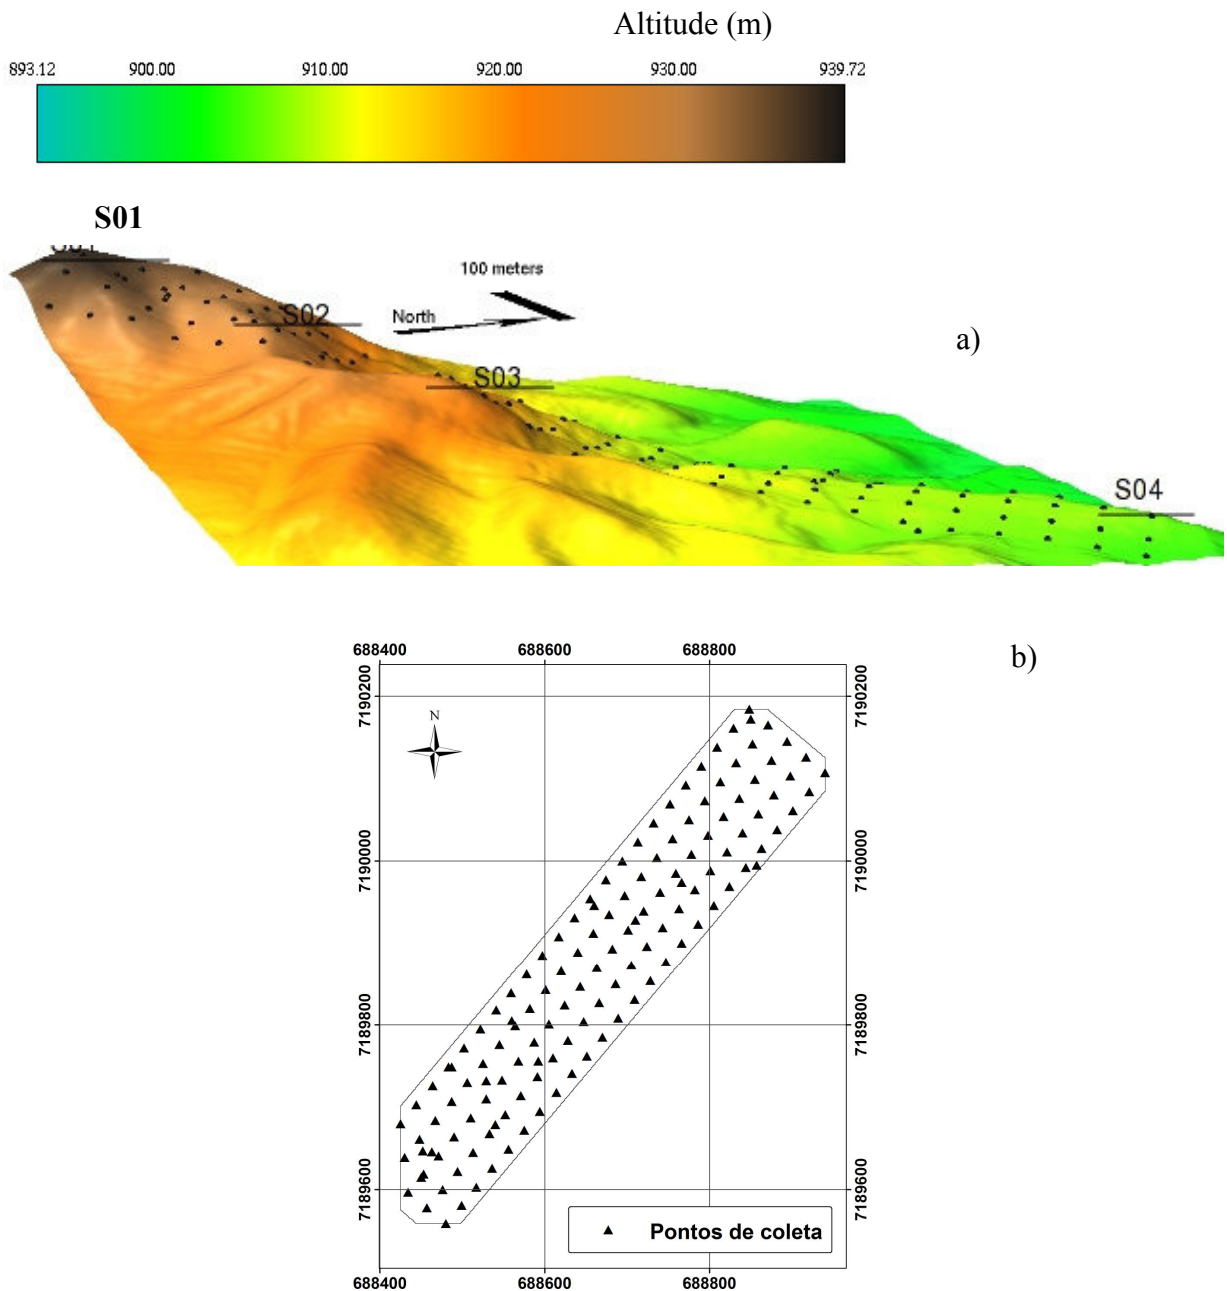 Altitude (m)
893.12 900.00 910.00 920.00 930.00 939.72
S01
100 meters
S02
North
a)
S03
S04
b)
688400 688600 688800
7190200 7190200
N
7190000 7190000
7189800 7189800
7189600 7189600
Pontos de coleta
688400 688600 688800